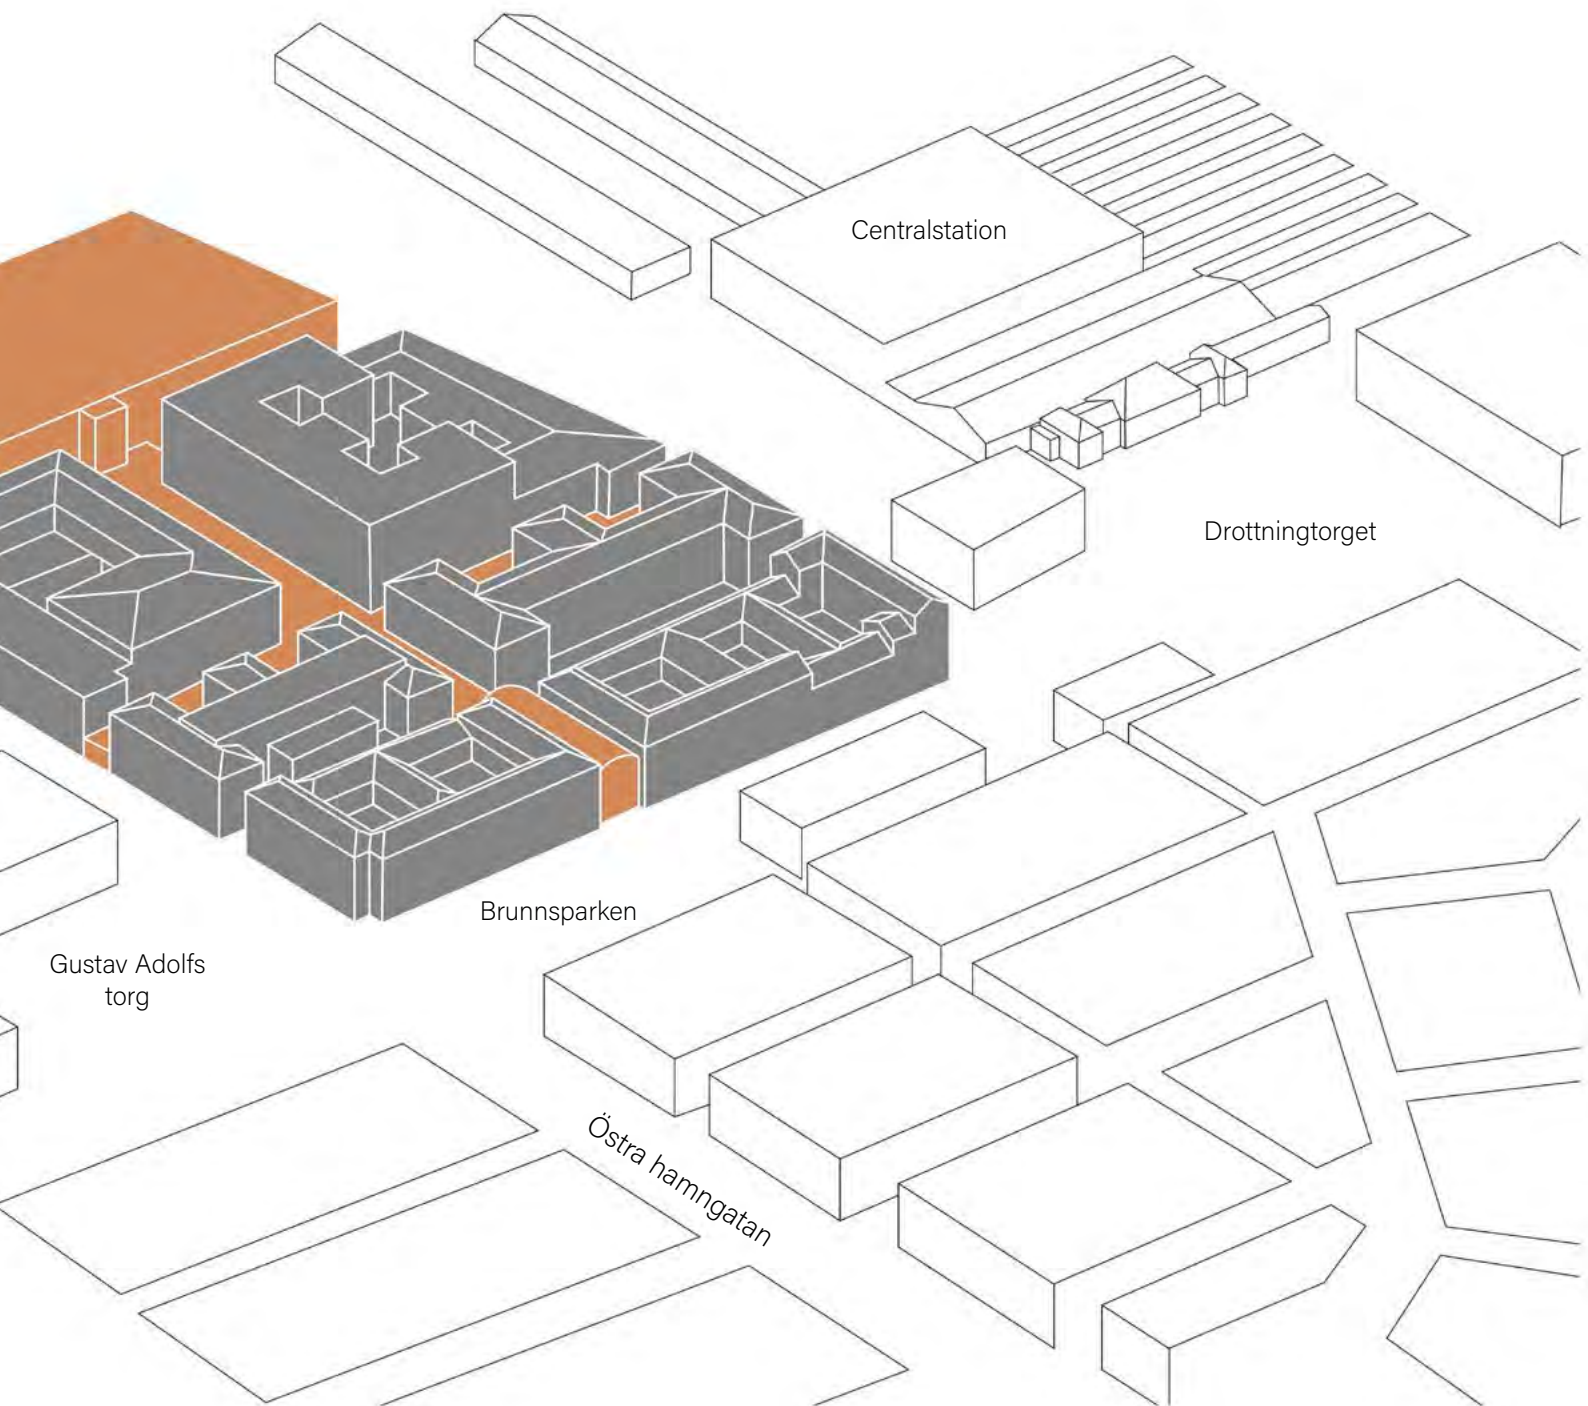 Centralstation
Drottningtorget
Brunnsparken
Gustav Adolfs
torg
Östra hamngatan